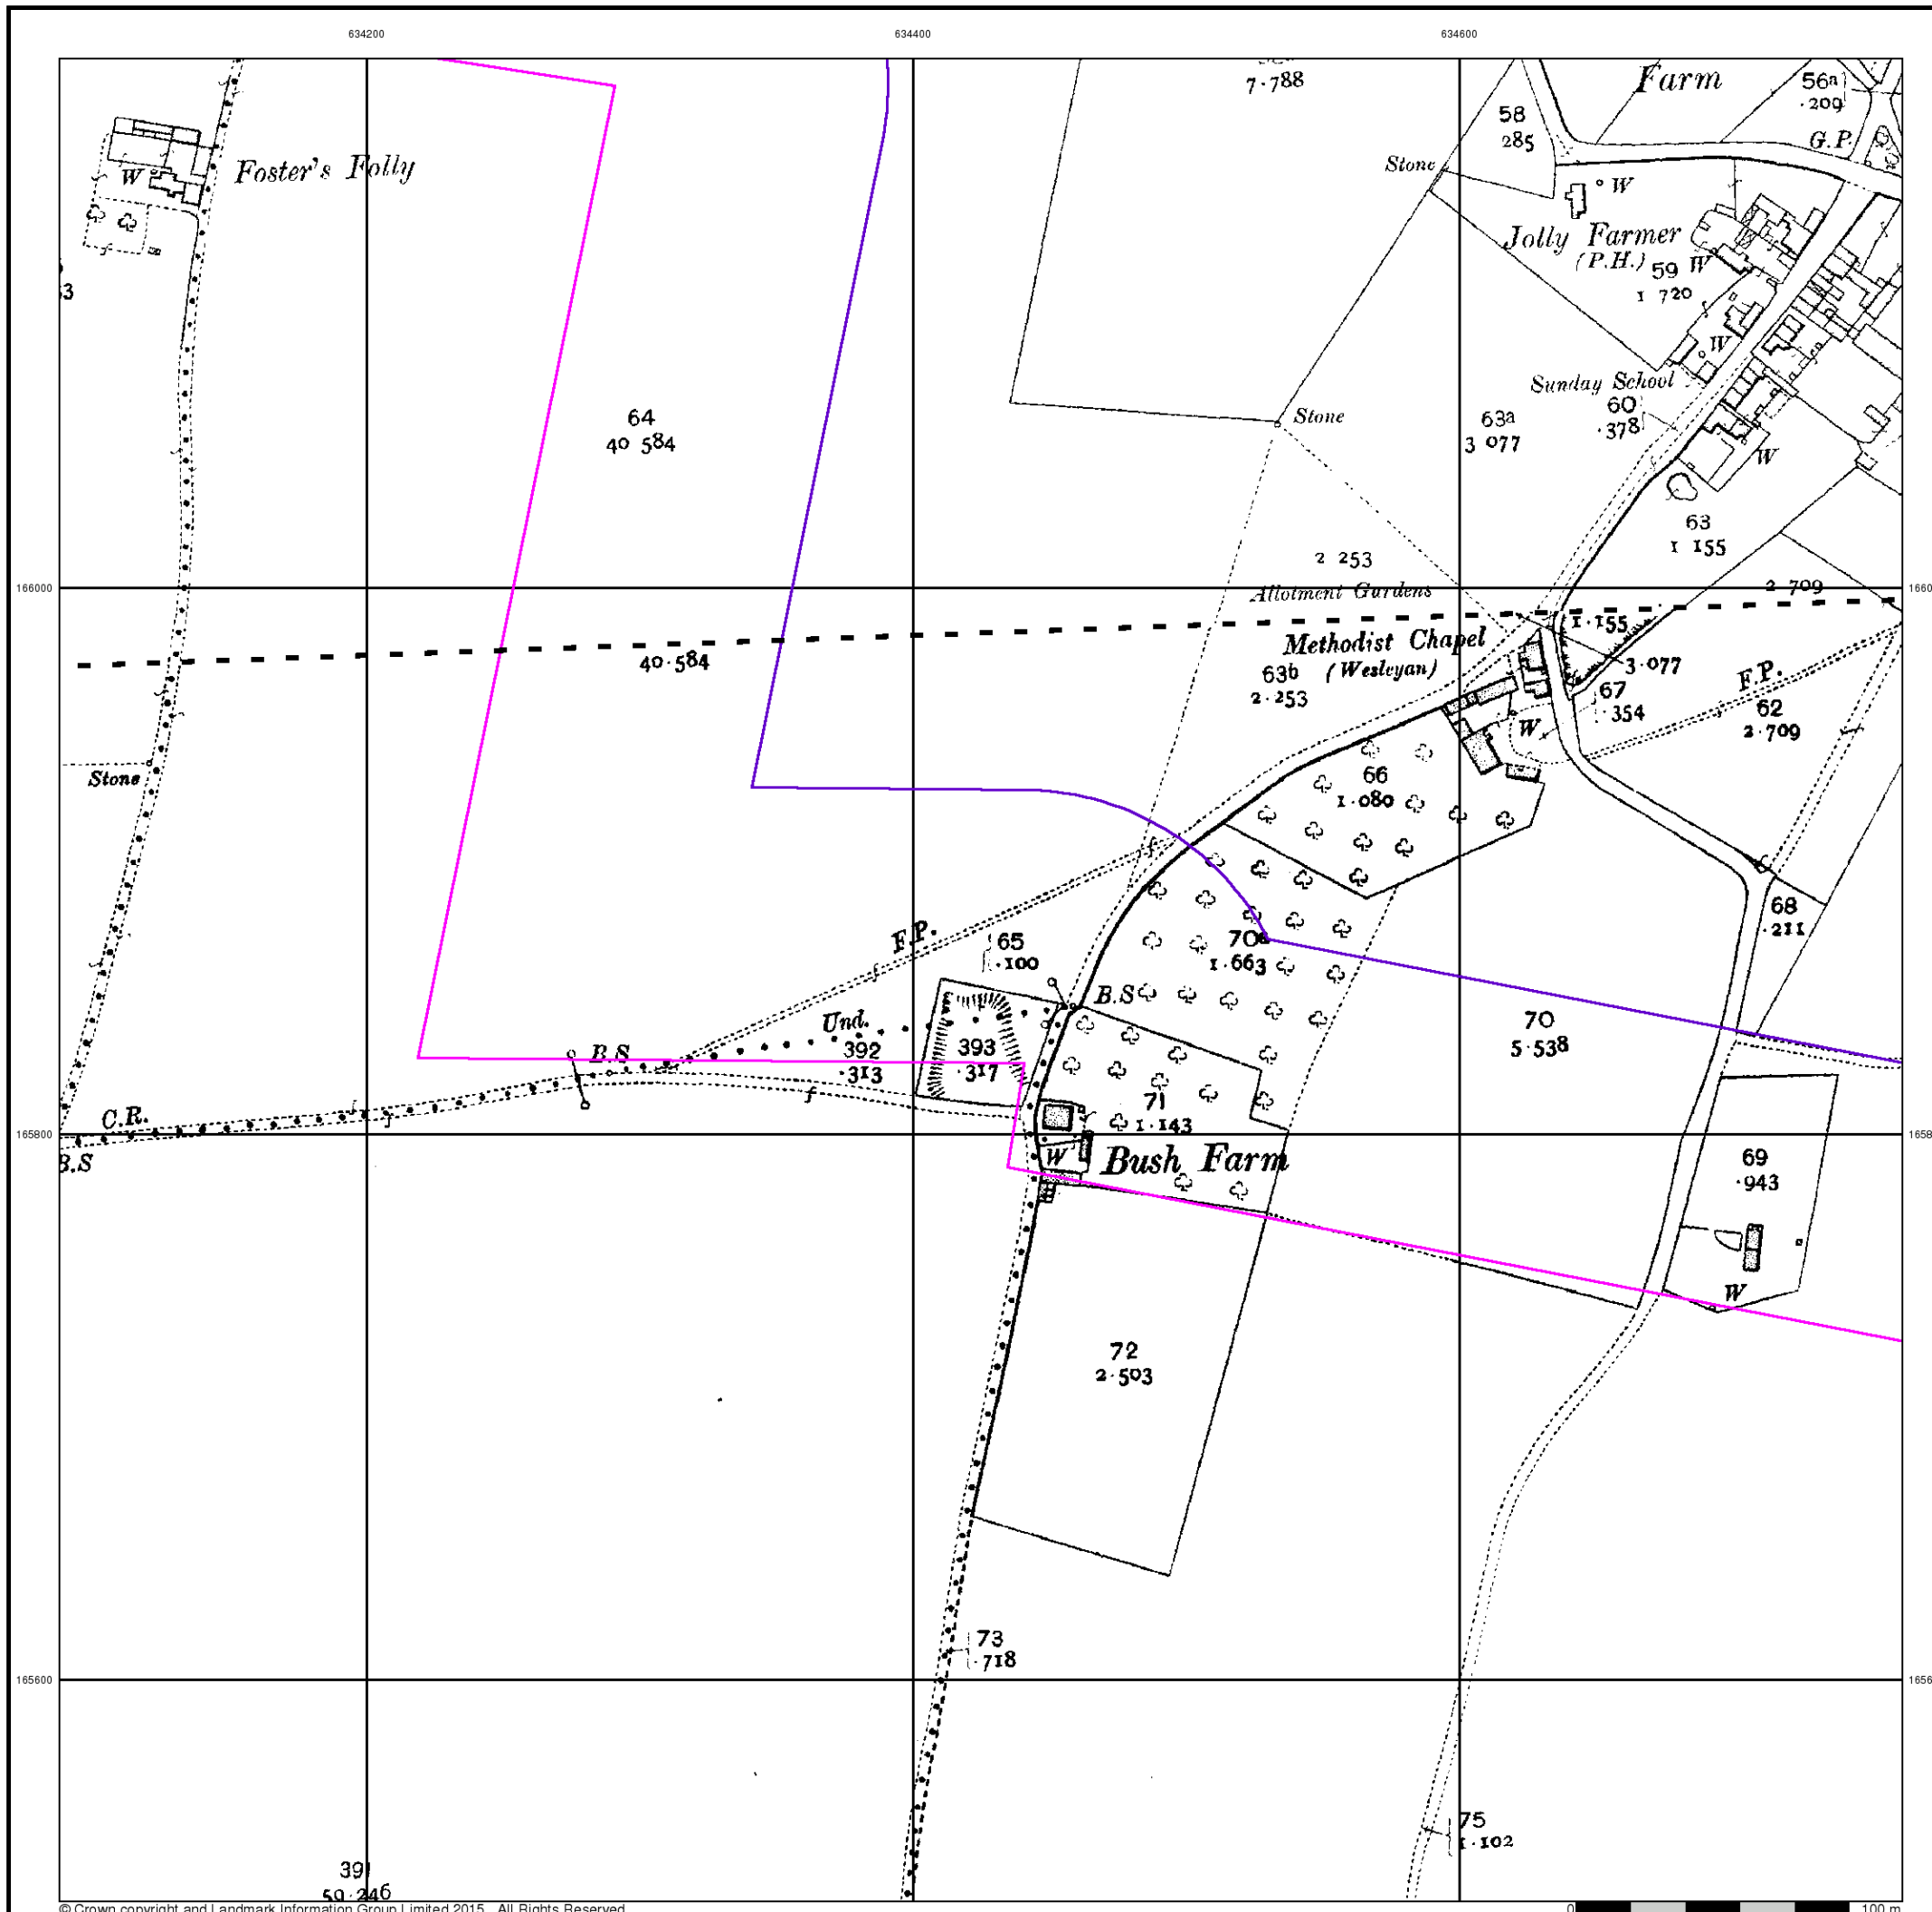 634200
634400
634600
7·788
Farm
56a
·209
58
285
G.P.
Stone
W
Foster's Folly
W
Jolly Farmer
(P.H.)
59
W
1 720
3
W
Sunday School
60
·378
64
40 584
Stone
63a
3 077
W
63
1 155
2 253
Allotment Gardens
2 709
166000
1660
1·155
40·584
Methodist Chapel
(Wesleyan)
63b
2·253
3·077
67
·354
F.P.
62
2·709
W
Stone
66
1·080
68
·211
F.P.
65
·100
70a
1·663
B.S
Und.
70
5·538
B.S
392
·313
393
·317
71
1·143
C.R.
165800
1658
B.S
W
Bush Farm
69
·943
W
72
2·503
73
·718
165600
1656
75
1·102
391
59·246
© Crown copyright and Landmark Information Group Limited 2015. All Rights Reserved
0
100 m